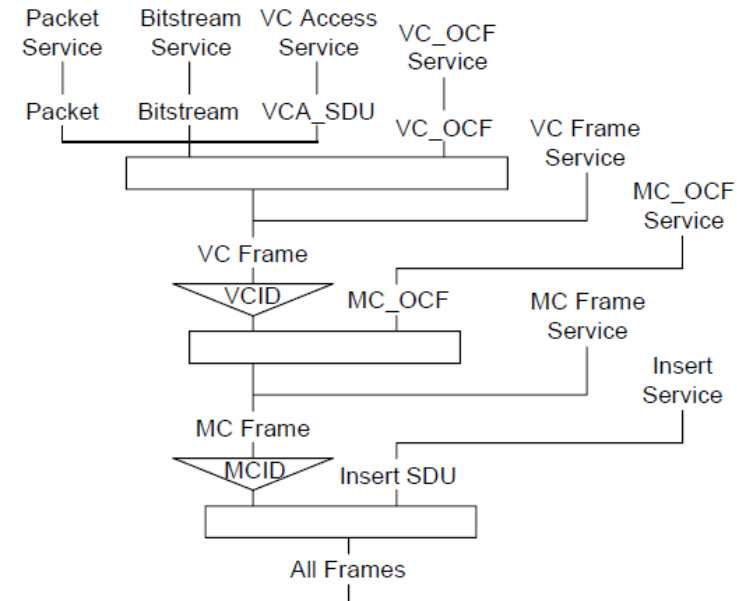 Packet
Service
Bitstream
Service
VC Access
Service
VC_OCF
Service
Packet
Bitstream
VCA_SDU
VC_OCF
VC Frame
Service
MC_OCF
Service
VC Frame
VCID
MC_OCF
MC Frame
Service
Insert
Service
MC Frame
MCID
Insert SDU
All Frames